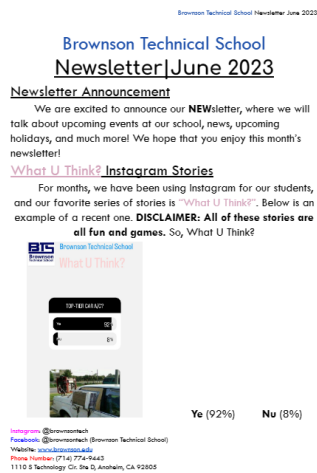 Brownson Technical School Newsletter June 2023
Brownson Technical School
Newsletter|June 2023
Newsletter Announcement
We are excited to announce our NEWsletter, where we will
talk about upcoming events at our school, news, upcoming
holidays, and much more! We hope that you enjoy this month's
newsletter!
What U Think? Instagram Stories
For months, we have been using Instagram for our students,
and our favorite series of stories is "What U Think?". Below is an
example of a recent one. DISCLAIMER: All of these stories are
all fun and games. So, What U Think?
BTS
Brownson
Brownson Technical School
What U Think?
TOP-TIER CAR A/C?
Ye 92%
8%
Ye (92%) Nu (8%)
Instagram: @brownsontech
Facebook: @brownsontech (Brownson Technical School)
Website: www.brownson.edu
Phone Number: (714) 774-9443
1110 S Technology Cir. Ste D, Anaheim, CA 92805